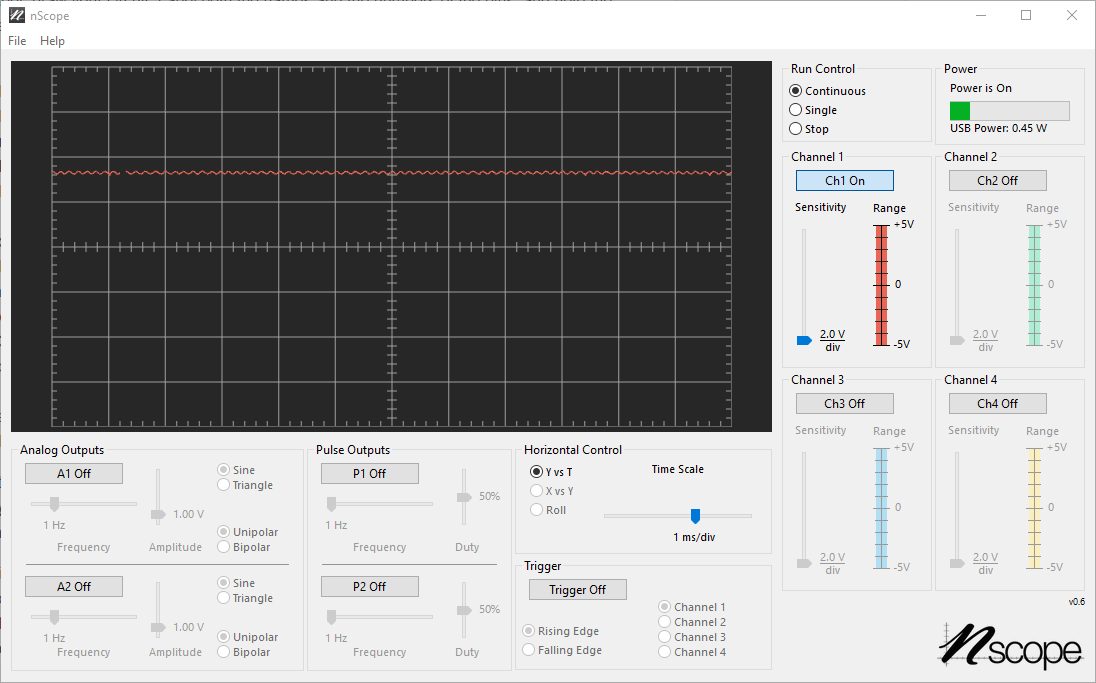 nScope
File Help
Run Control
Continuous
Single
Stop
Power
Power is On
USB Power: 0.45 W
Channel 1
Ch1 On
Sensitivity Range
+5V
0
2.0 V
div
-5V
Channel 2
Ch2 Off
Sensitivity Range
+5V
0
2.0 V
div
-5V
Channel 3
Ch3 Off
Sensitivity Range
+5V
0
2.0 V
div
-5V
Channel 4
Ch4 Off
Sensitivity Range
+5V
0
2.0 V
div
-5V
Analog Outputs
A1 Off
Sine
Triangle
1 Hz
1.00 V
Unipolar
Bipolar
Frequency Amplitude
A2 Off
Sine
Triangle
1 Hz
1.00 V
Unipolar
Bipolar
Frequency Amplitude
Pulse Outputs
P1 Off
50%
1 Hz
Frequency Duty
P2 Off
50%
1 Hz
Frequency Duty
Horizontal Control
Y vs T
X vs Y
Roll
Time Scale
1 ms/div
Trigger
Trigger Off
Rising Edge
Falling Edge
Channel 1
Channel 2
Channel 3
Channel 4
v0.6
nscope